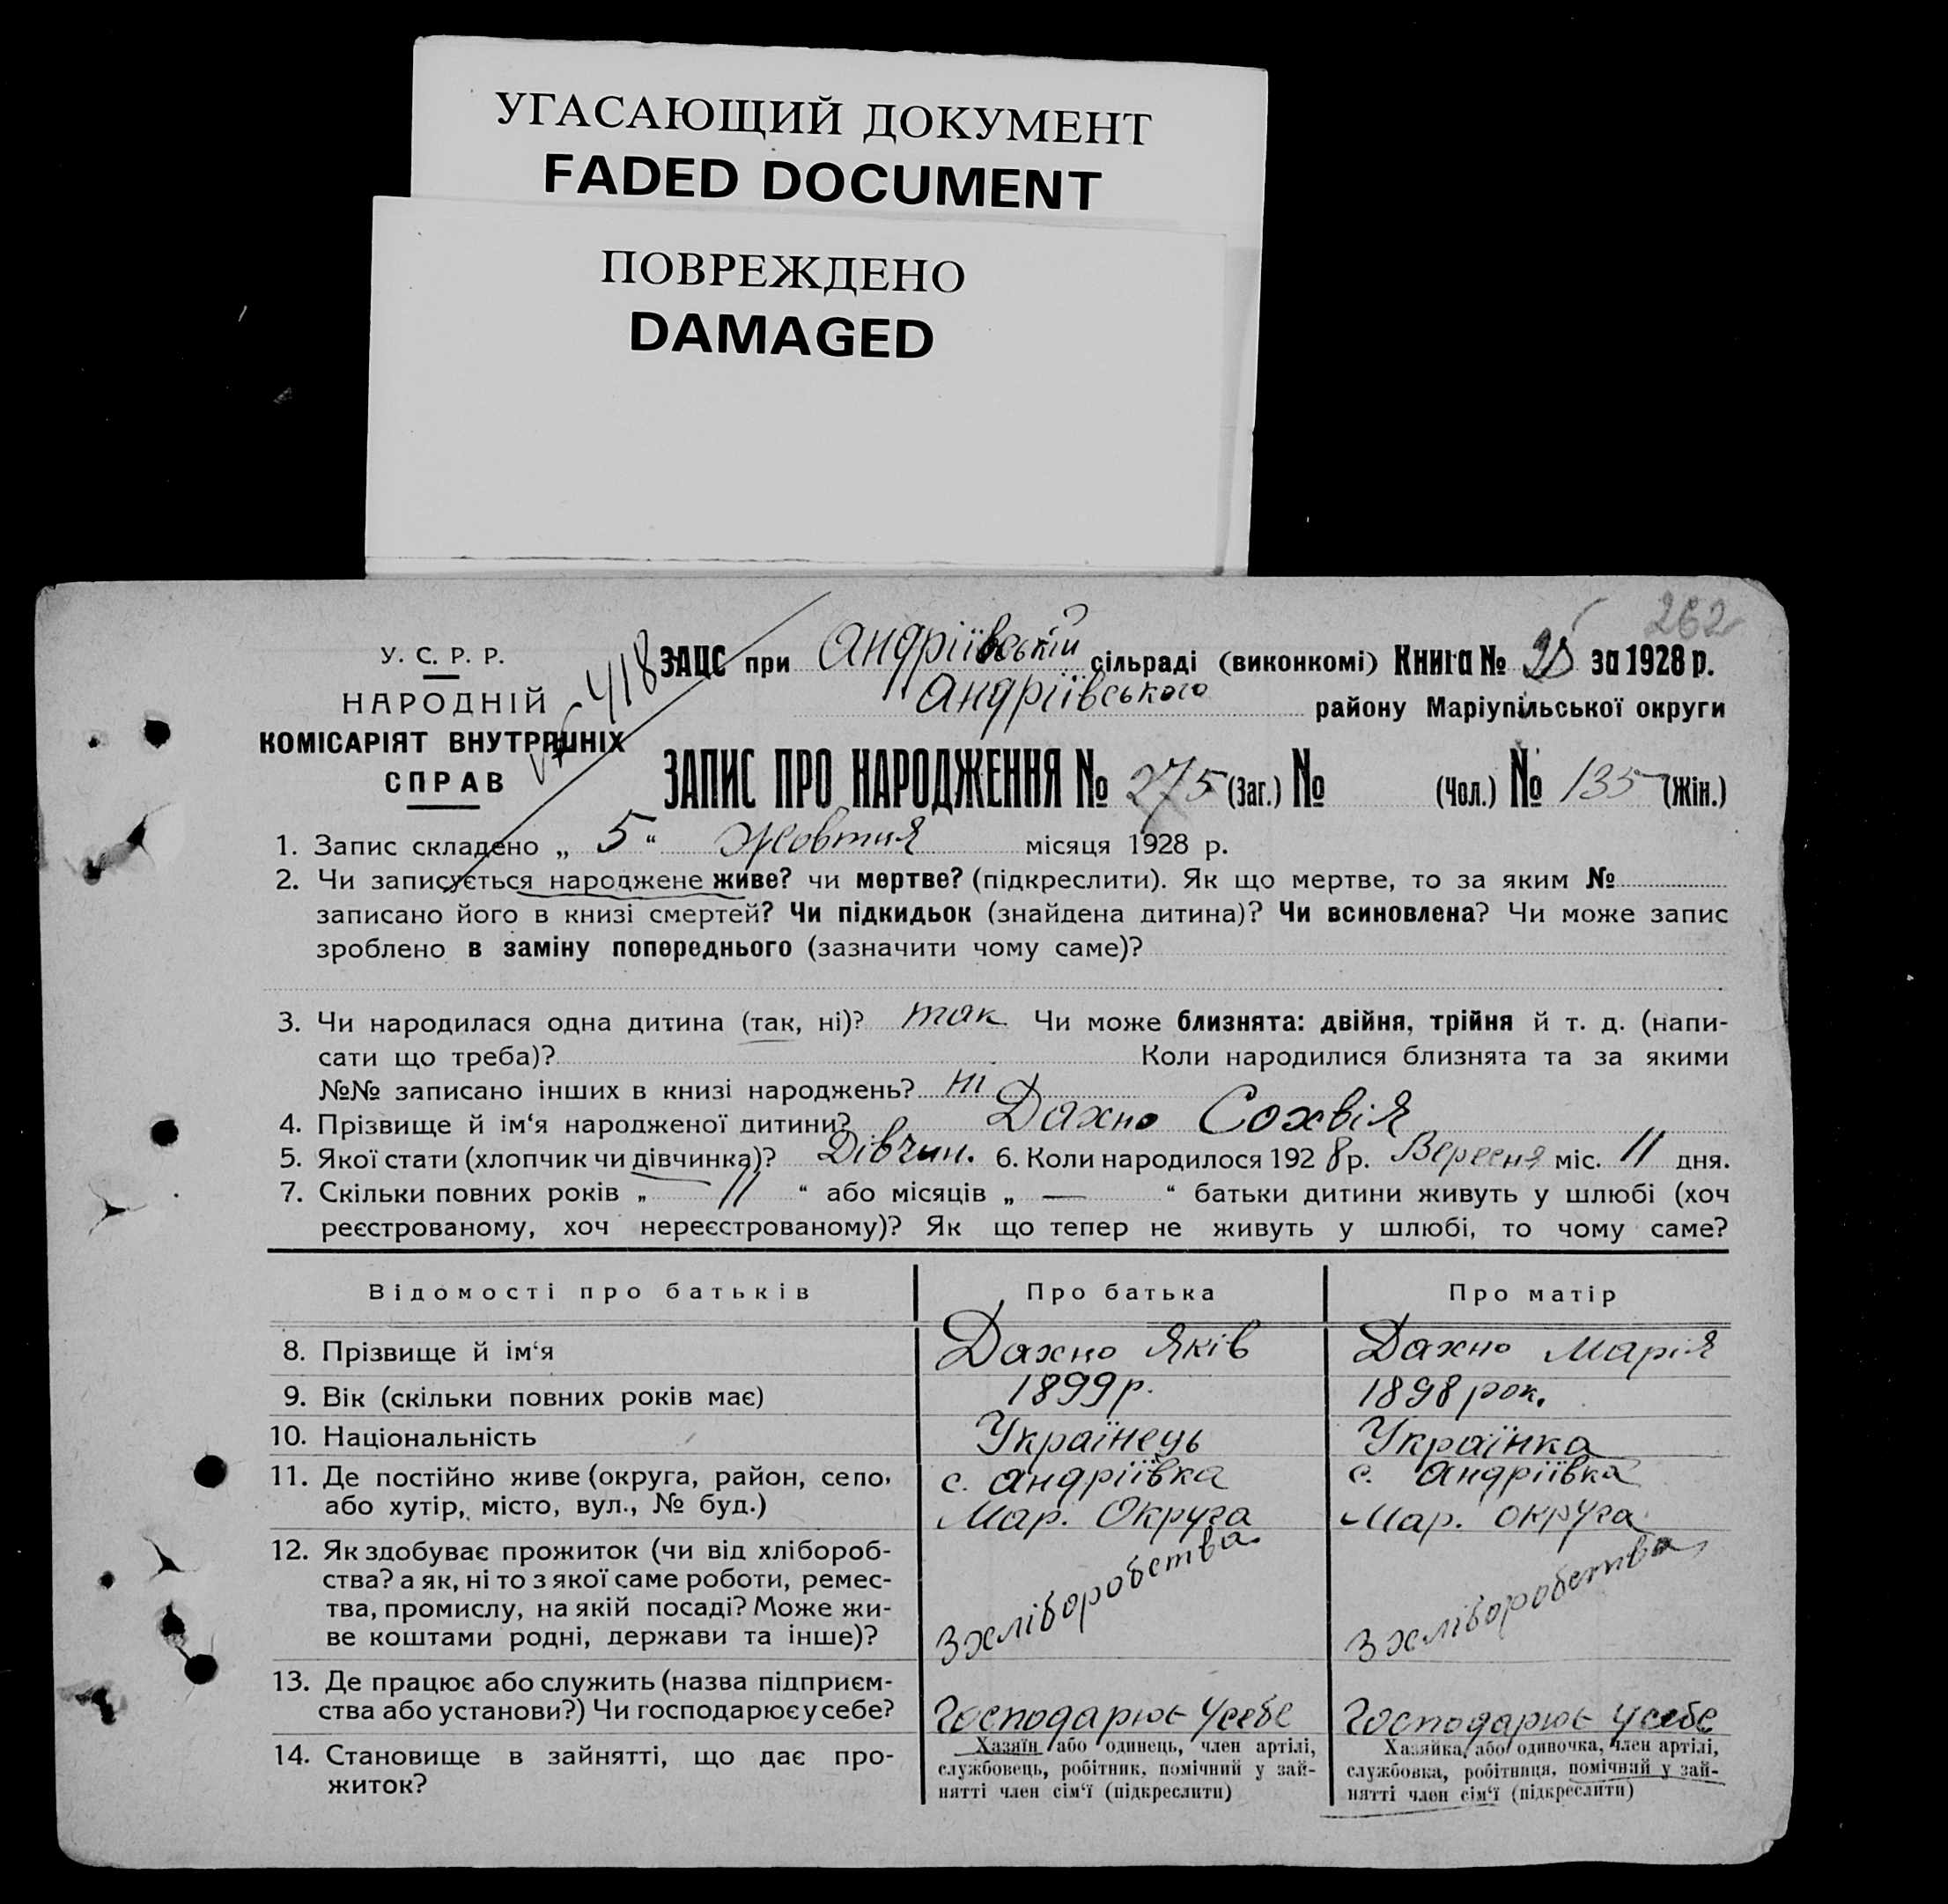 УГАСАЮЩИЙ ДОКУМЕНТ
FADED DOCUMENT
ПОВРЕЖДЕНО
DAMAGED
262
У. С. Р. Р.
НАРОДНІЙ
КОМІСАРІЯТ ВНУТРІШНІХ
СПРАВ
418
ЗАЦС при Андріївській сільраді (виконкомі) Книга № за 1928 р.
Андріївського району Маріупільської округи
ЗАПИС ПРО НАРОДЖЕННЯ № 275 (Заг.) № (Чол.) № 135 (Жін.)
1. Запис складено „ 5 “ Жовтня місяця 1928 р.
2. Чи записується народжене живе? чи мертве? (підкреслити). Як що мертве, то за яким №
записано його в книзі смертей? Чи підкидьок (знайдена дитина)? Чи всиновлена? Чи може запис
зроблено в заміну попереднього (зазначити чому саме)?
3. Чи народилася одна дитина (так, ні)? так Чи може близнята: двійня, трійня й т. д. (напи-
сати що треба)? Коли народилися близнята та за якими
№№ записано інших в книзі народжень? ні
4. Прізвище й ім‘я народженої дитини? Дахно Сохвія
5. Якої стати (хлопчик чи дівчинка)? Дівчин. 6. Коли народилося 1928 р. Вересня міс. 11 дня.
7. Скільки повних років „ 11 “ або місяців „ — “ батьки дитини живуть у шлюбі (хоч
реєстрованому, хоч нереєстрованому)? Як що тепер не живуть у шлюбі, то чому саме?
Відомості про батьків Про батька Про матір
8. Прізвище й ім‘я Дахно Яків Дахно Марія
9. Вік (скільки повних років має) 1899 р. 1898 рок.
10. Національність Українець Українка
11. Де постійно живе (округа, район, село, с. Андріївка с. Андріївка
або хутір, місто, вул., № буд.) Мар. Округа Мар. округа
12. Як здобуває прожиток (чи від хлібороб-
ства? а як, ні то з якої саме роботи, ремес-
тва, промислу, на якій посаді? Може жи-
ве коштами родні, держави та інше)?
З хліборобства З хліборобства
13. Де працює або служить (назва підприєм-
ства або установи?) Чи господарює у себе? Господарює у себе Господарює у себе
14. Становище в зайнятті, що дає про-
житок?
Хазяїн або одинець, член артілі,
службовець, робітник, помічний у зай-
нятті член сім‘ї (підкреслити)
Хазяйка, або одиночка, член артілі,
службовка, робітниця, помічний у зай-
нятті член сім‘ї (підкреслити)